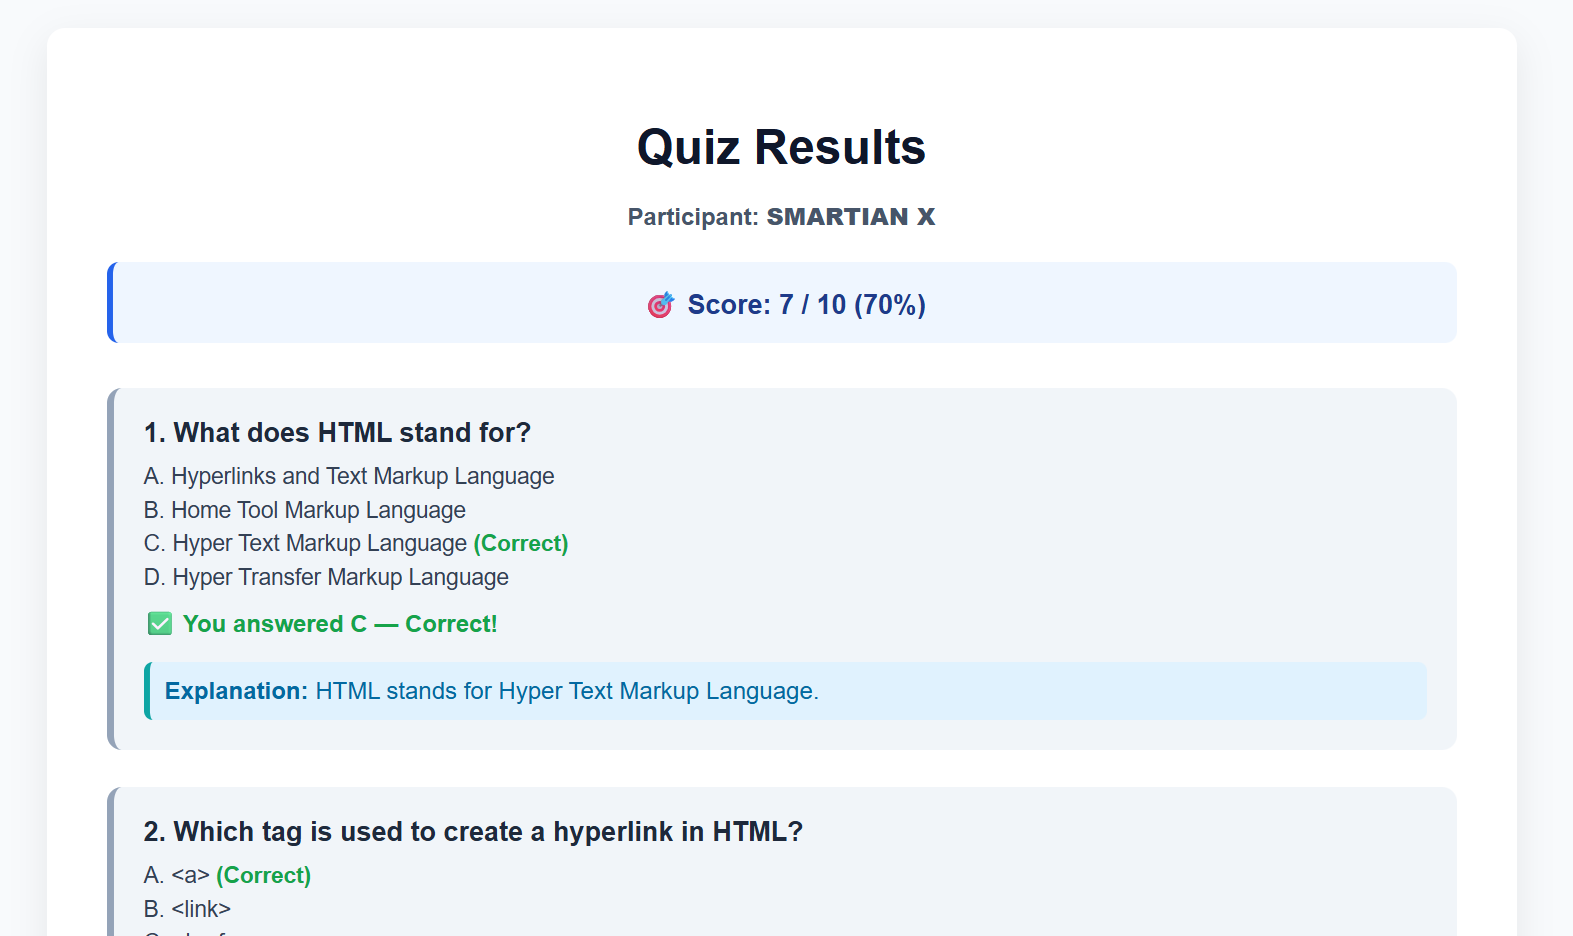 Quiz Results
Participant: SMARTIAN X
Score: 7 / 10 (70%)
1. What does HTML stand for?
A. Hyperlinks and Text Markup Language
B. Home Tool Markup Language
C. Hyper Text Markup Language (Correct)
D. Hyper Transfer Markup Language
You answered C — Correct!
Explanation: HTML stands for Hyper Text Markup Language.
2. Which tag is used to create a hyperlink in HTML?
A. <a> (Correct)
B. <link>